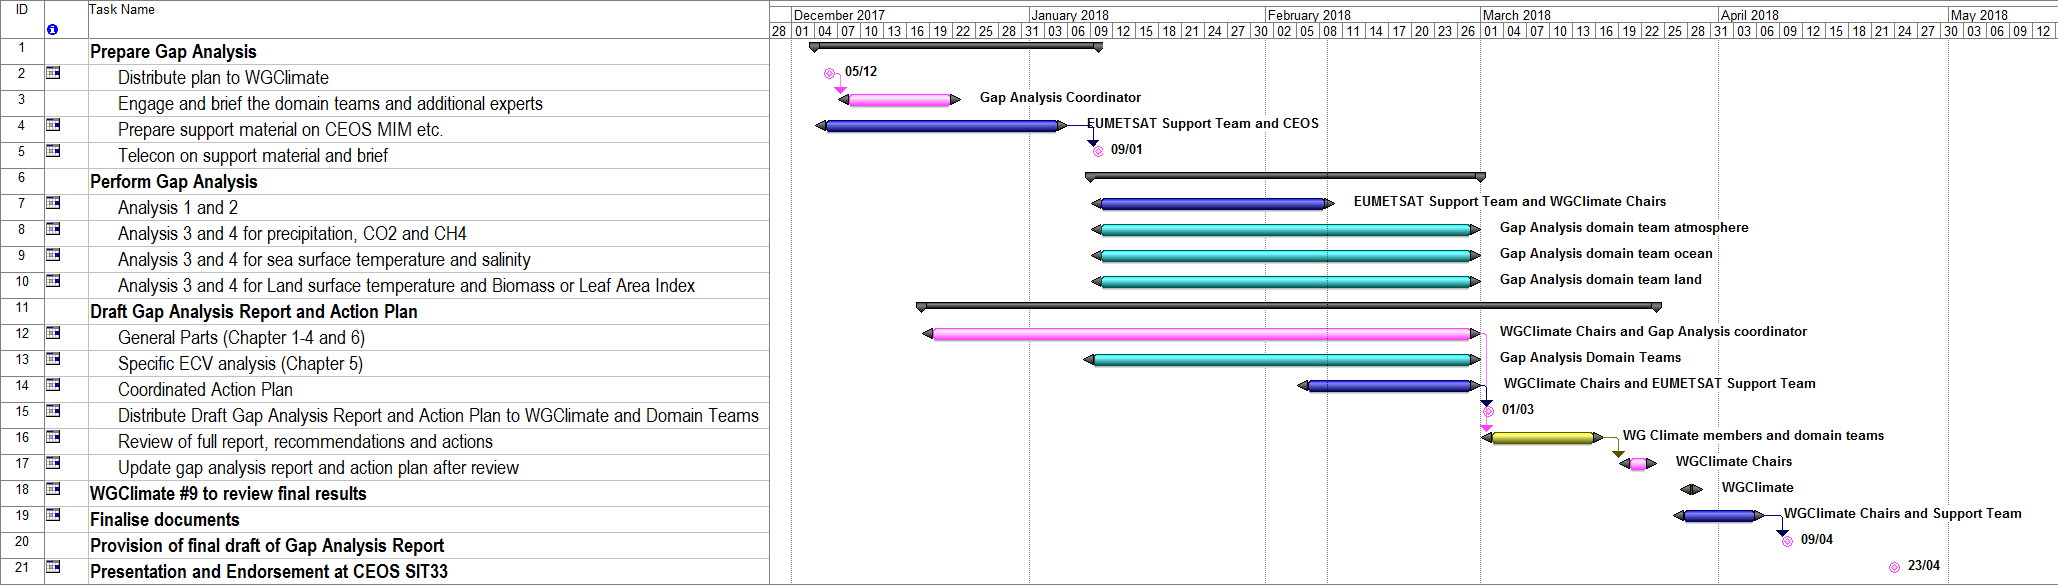 ID Task Name December 2017 January 2018 February 2018 March 2018 April 2018 May 2018
28 01 04 07 10 13 16 19 22 25 28 31 03 06 09 12 15 18 21 24 27 30 02 05 08 11 14 17 20 23 26 01 04 07 10 13 16 19 22 25 28 31 03 06 09 12 15 18 21 24 27 30 03 06 09 12
1 Prepare Gap Analysis
2 Distribute plan to WGClimate 05/12
3 Engage and brief the domain teams and additional experts Gap Analysis Coordinator
4 Prepare support material on CEOS MIM etc. EUMETSAT Support Team and CEOS
5 Telecon on support material and brief 09/01
6 Perform Gap Analysis
7 Analysis 1 and 2 EUMETSAT Support Team and WGClimate Chairs
8 Analysis 3 and 4 for precipitation, CO2 and CH4 Gap Analysis domain team atmosphere
9 Analysis 3 and 4 for sea surface temperature and salinity Gap Analysis domain team ocean
10 Analysis 3 and 4 for Land surface temperature and Biomass or Leaf Area Index Gap Analysis domain team land
11 Draft Gap Analysis Report and Action Plan
12 General Parts (Chapter 1-4 and 6) WGClimate Chairs and Gap Analysis coordinator
13 Specific ECV analysis (Chapter 5) Gap Analysis Domain Teams
14 Coordinated Action Plan WGClimate Chairs and EUMETSAT Support Team
15 Distribute Draft Gap Analysis Report and Action Plan to WGClimate and Domain Teams 01/03
16 Review of full report, recommendations and actions WG Climate members and domain teams
17 Update gap analysis report and action plan after review WGClimate Chairs
18 WGClimate #9 to review final results WGClimate
19 Finalise documents WGClimate Chairs and Support Team
20 Provision of final draft of Gap Analysis Report 09/04
21 Presentation and Endorsement at CEOS SIT33 23/04